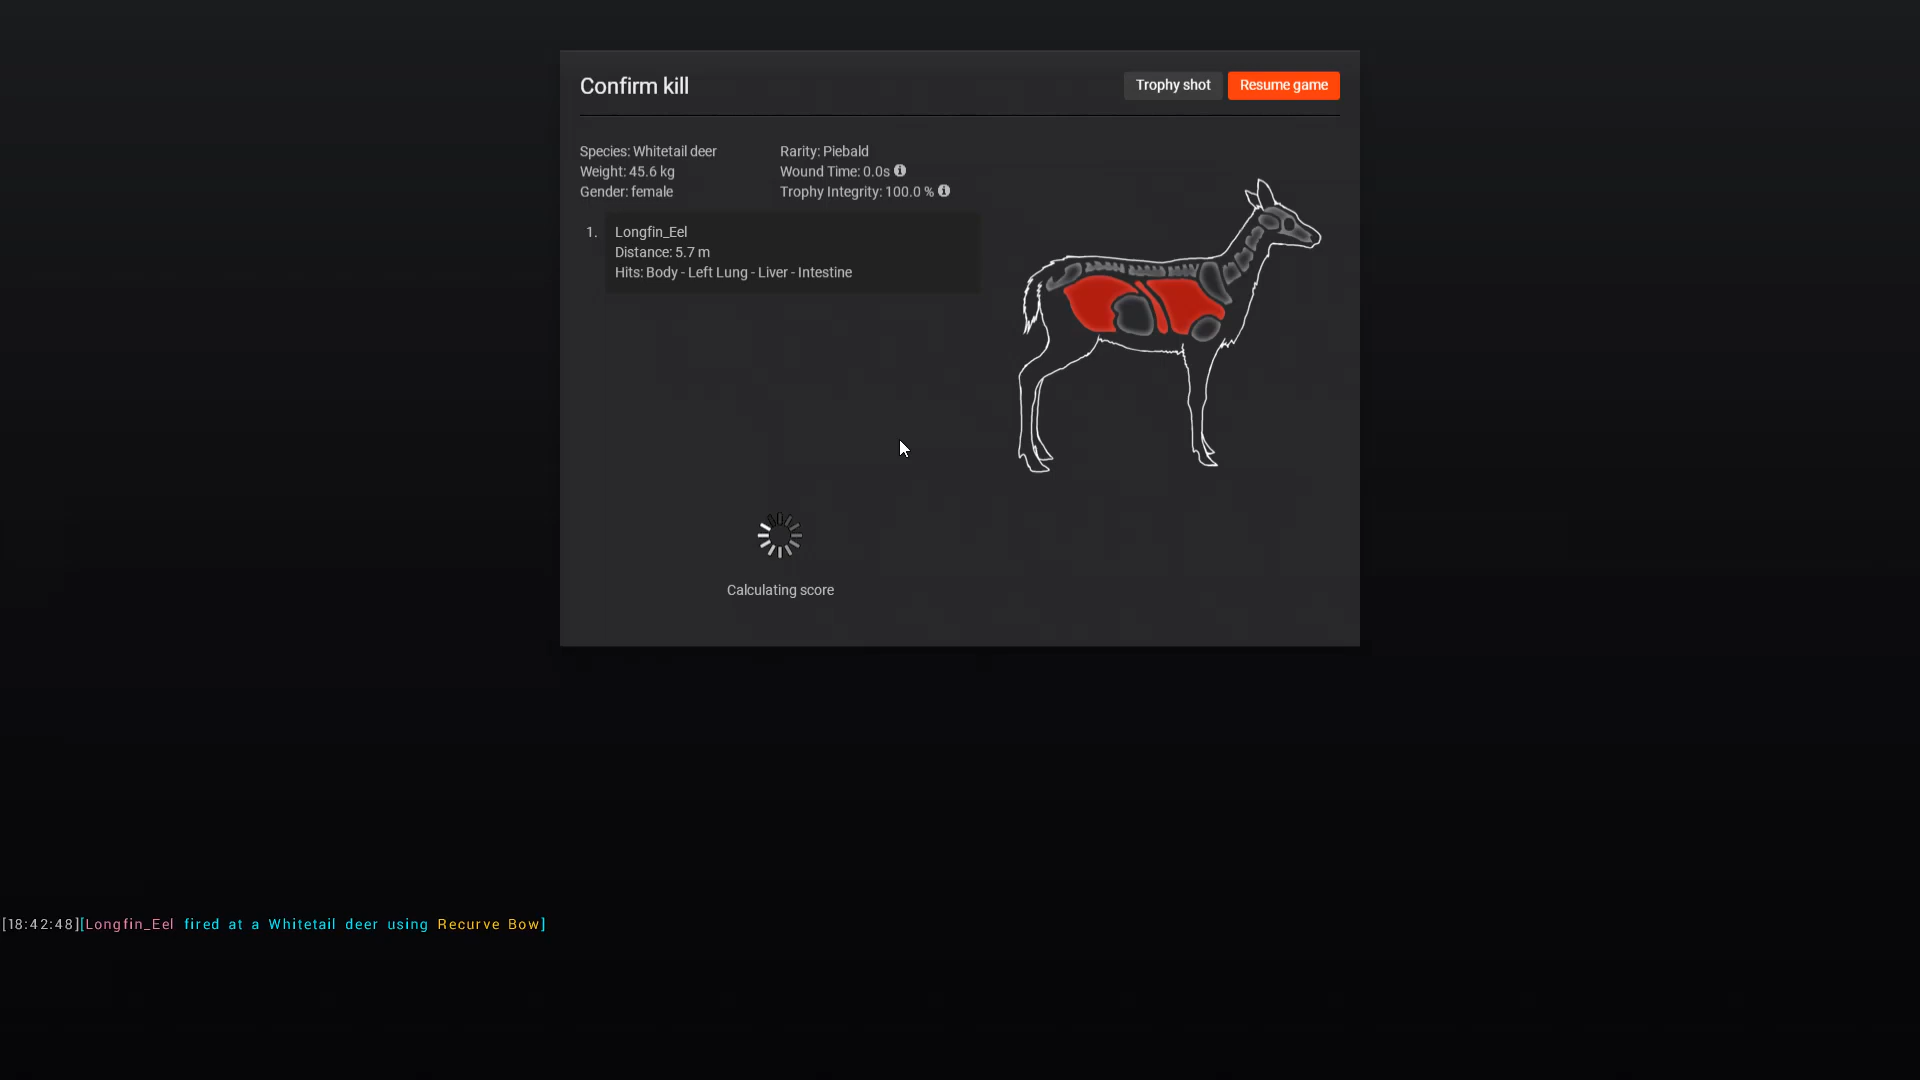 Confirm kill
Trophy shot
Resume game
Species: Whitetail deer
Rarity: Piebald
Weight: 45.6 kg
Wound Time: 0.0s
Gender: female
Trophy Integrity: 100.0 %
1.
Longfin_Eel
Distance: 5.7 m
Hits: Body - Left Lung - Liver - Intestine
Calculating score
[18:42:48][Longfin_Eel fired at a Whitetail deer using Recurve Bow]